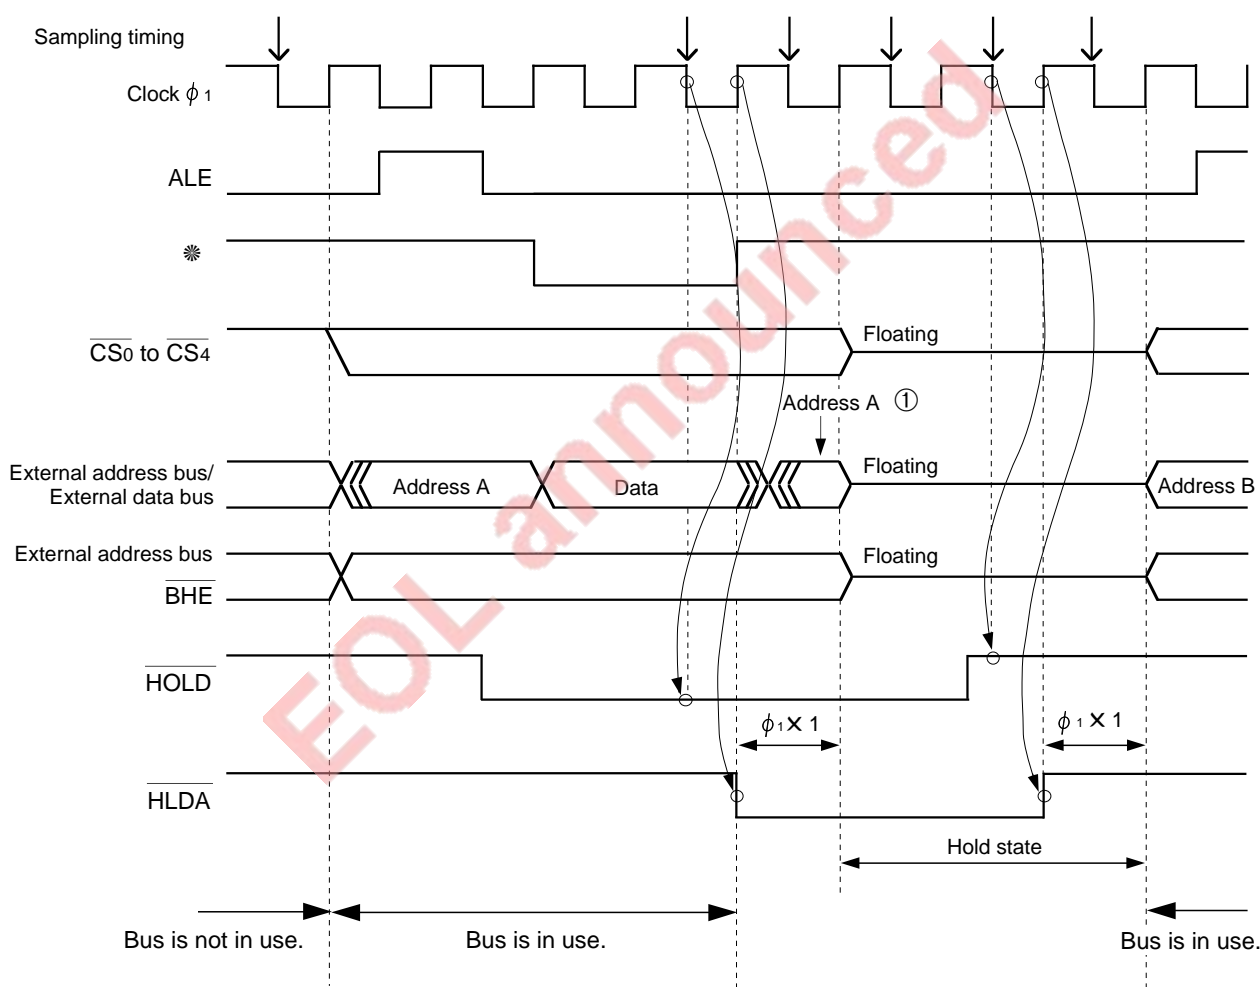 Sampling timing
Clock ϕ 1
ALE
CS0 to CS4
Floating
Address A ①
External address bus/
External data bus
Address A
Data
Floating
Address B
External address bus
BHE
Floating
HOLD
ϕ 1 X 1
ϕ 1 X 1
HLDA
Hold state
Bus is not in use.
Bus is in use.
Bus is in use.
EOL announced